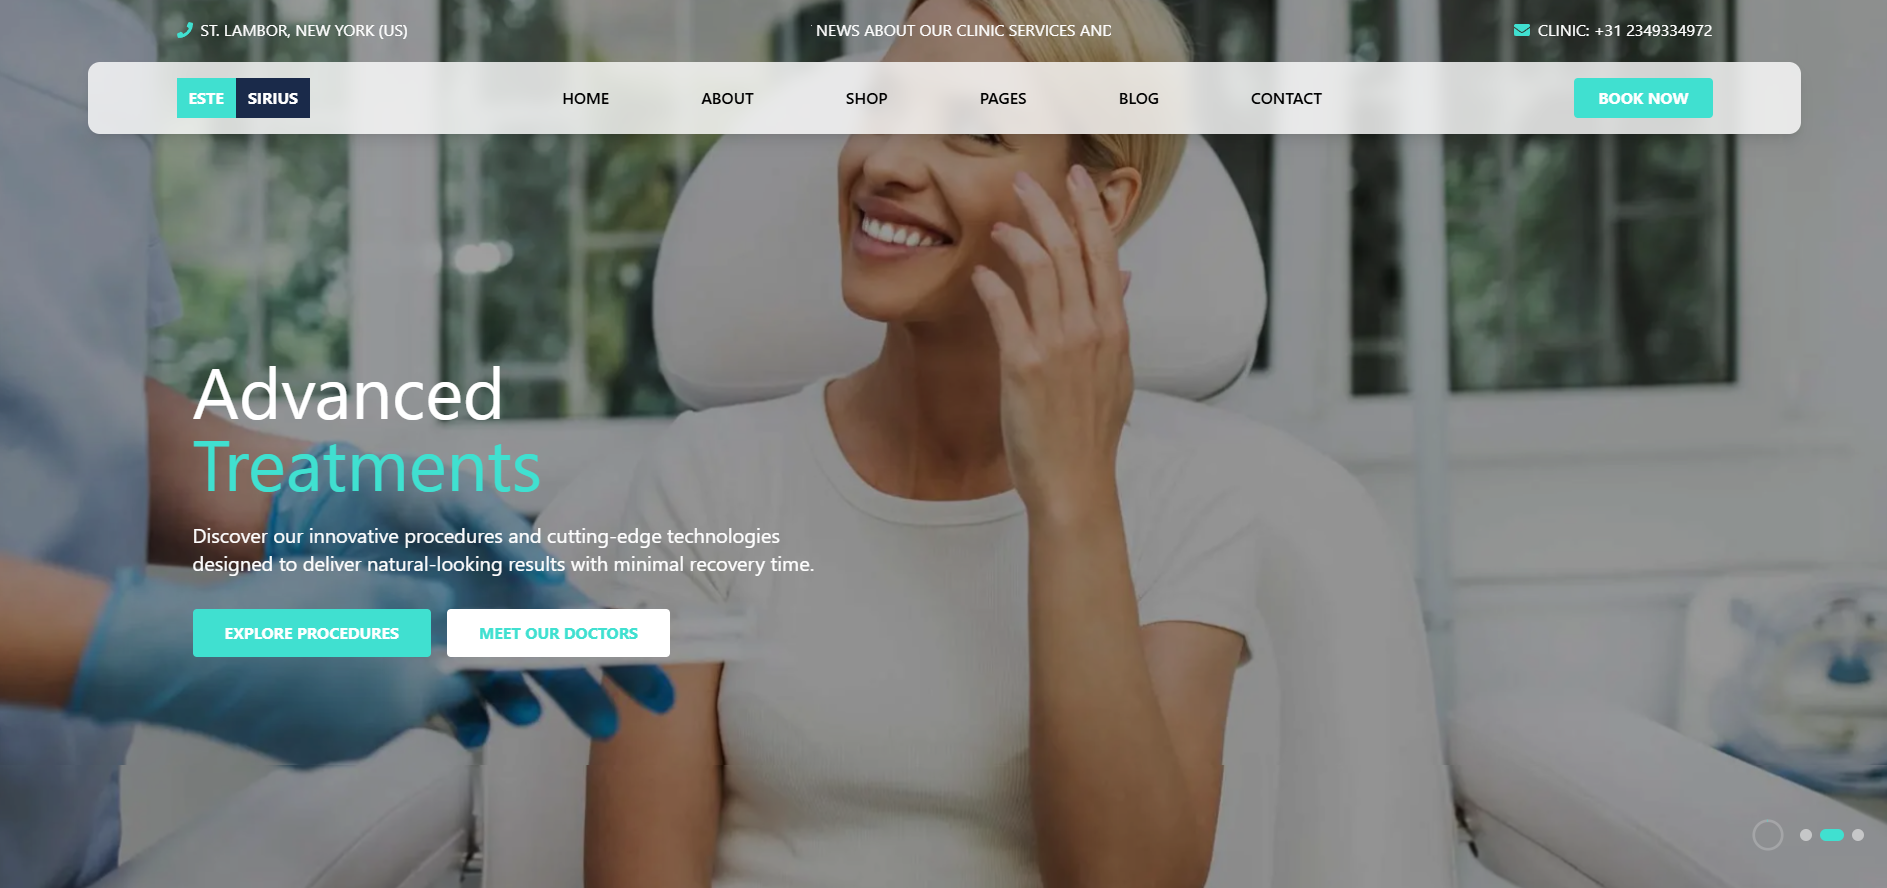 ST. LAMBOR, NEW YORK (US)
NEWS ABOUT OUR CLINIC SERVICES AND
CLINIC: +31 2349334972
ESTE SIRIUS
HOME
ABOUT
SHOP
PAGES
BLOG
CONTACT
BOOK NOW
Advanced
Treatments
Discover our innovative procedures and cutting-edge technologies
designed to deliver natural-looking results with minimal recovery time.
EXPLORE PROCEDURES
MEET OUR DOCTORS